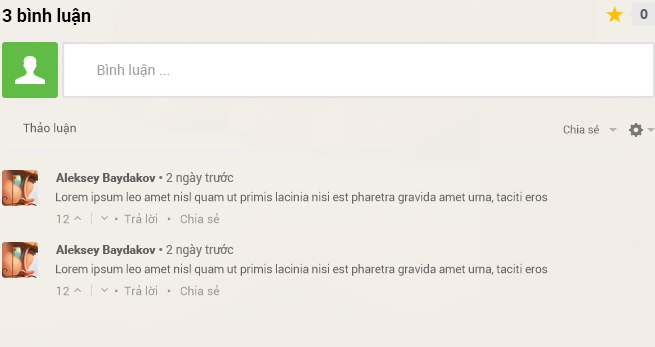 3 bình luận
0
Bình luận ...
Thảo luận
Chia sẻ
Aleksey Baydakov • 2 ngày trước
Lorem ipsum leo amet nisl quam ut primis lacinia nisi est pharetra gravida amet urna, taciti eros
12 • Trả lời • Chia sẻ
Aleksey Baydakov • 2 ngày trước
Lorem ipsum leo amet nisl quam ut primis lacinia nisi est pharetra gravida amet urna, taciti eros
12 • Trả lời • Chia sẻ